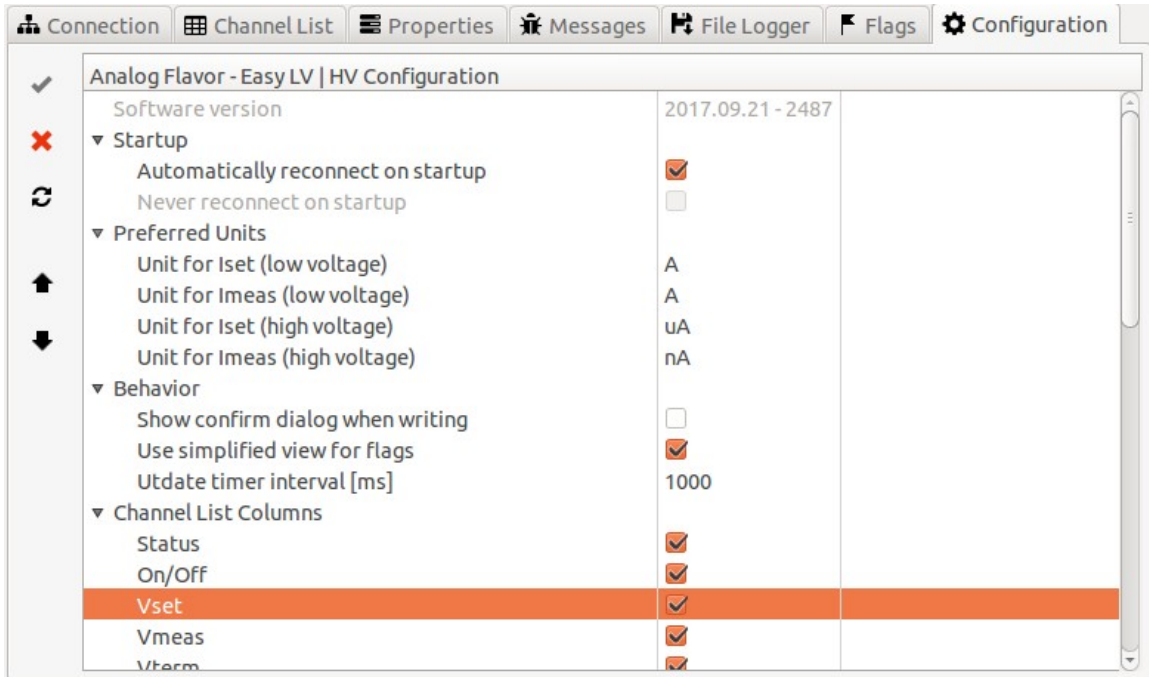 Connection Channel List Properties Messages File Logger Flags Configuration
Analog Flavor - Easy LV | HV Configuration
Software version 2017.09.21 - 2487
Startup
Automatically reconnect on startup
Never reconnect on startup
Preferred Units
Unit for Iset (low voltage) A
Unit for Imeas (low voltage) A
Unit for Iset (high voltage) uA
Unit for Imeas (high voltage) nA
Behavior
Show confirm dialog when writing
Use simplified view for flags
Utdate timer interval [ms] 1000
Channel List Columns
Status
On/Off
Vset
Vmeas
Vterm